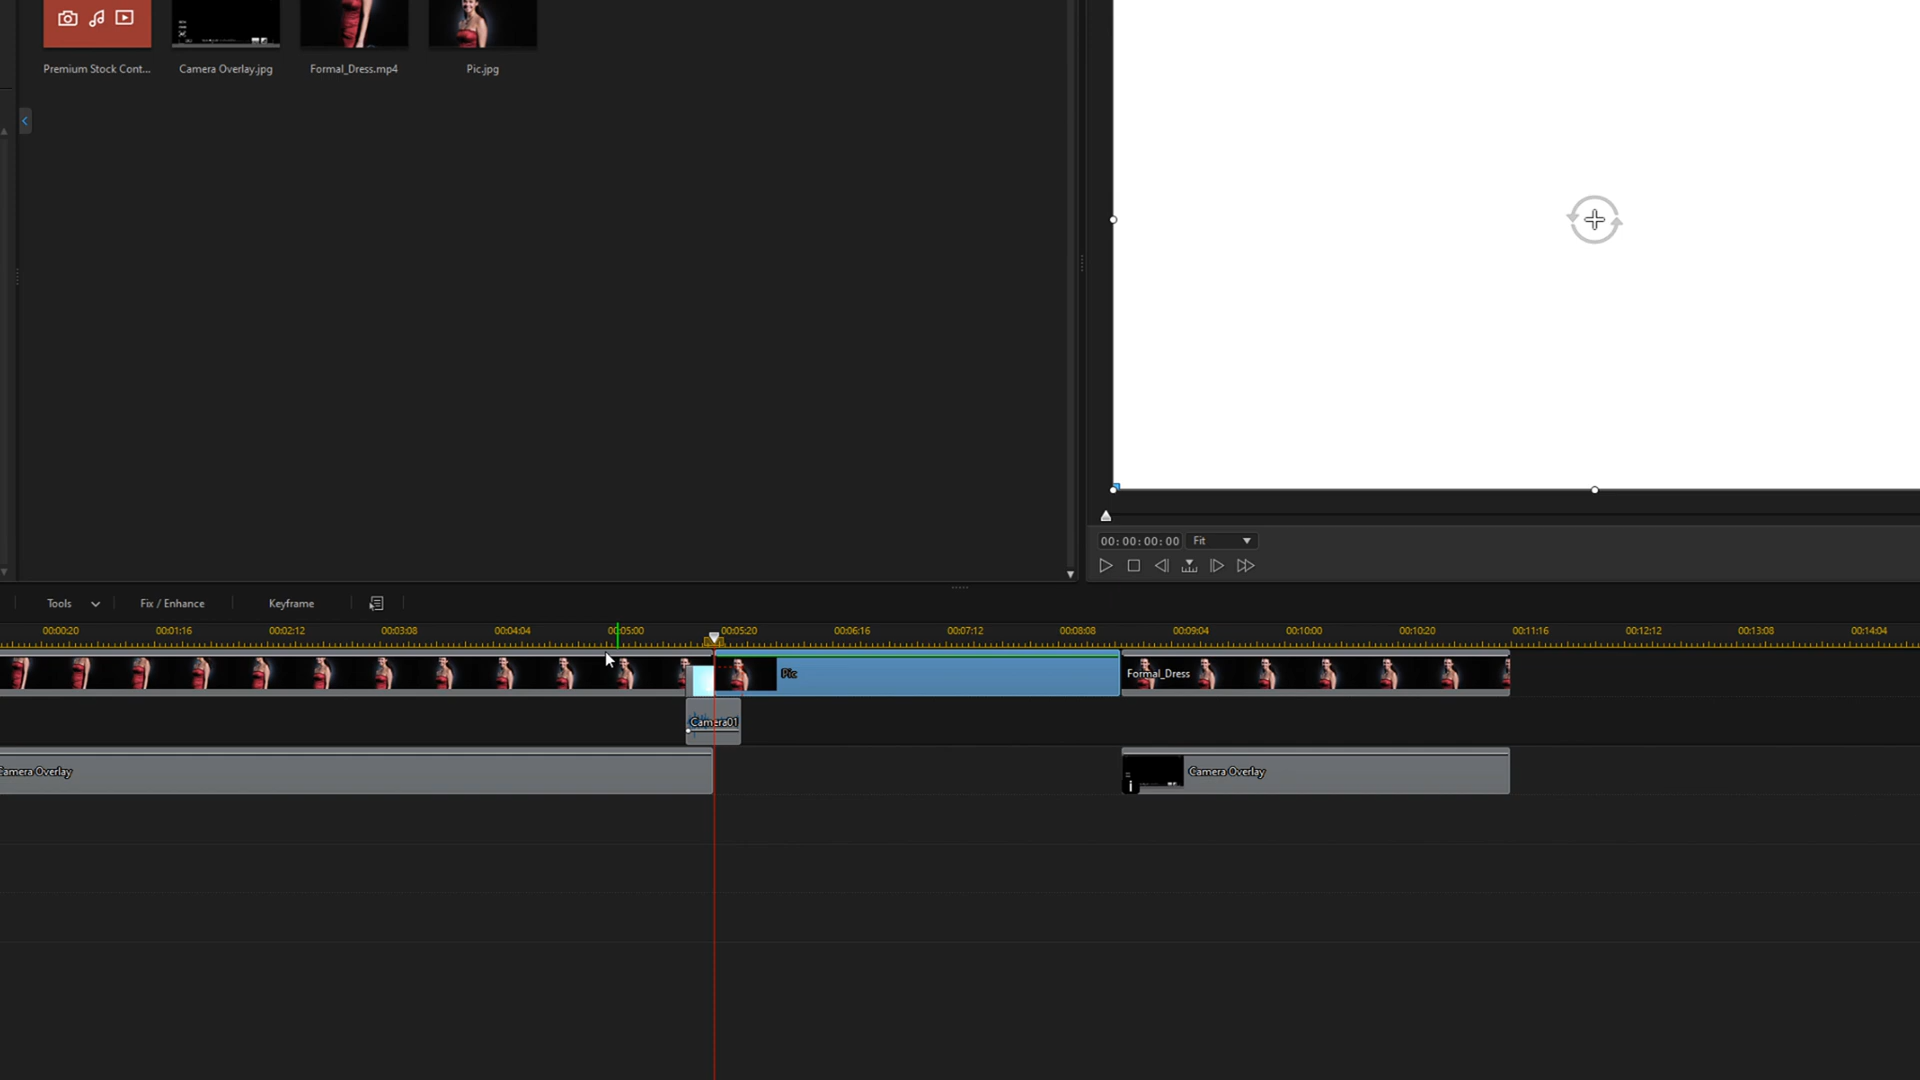 Premium Stock Cont...
Camera Overlay.jpg
Formal_Dress.mp4
Pic.jpg
00:00:00:00
Fit
Tools
Fix / Enhance
Keyframe
00:00:20
00:01:16
00:02:12
00:03:08
00:04:04
00:05:00
00:05:20
00:06:16
00:07:12
00:08:08
00:09:04
00:10:00
00:10:20
00:11:16
00:12:12
00:13:08
00:14:04
Pic
Formal_Dress
Camera01
Camera Overlay
i
Camera Overlay